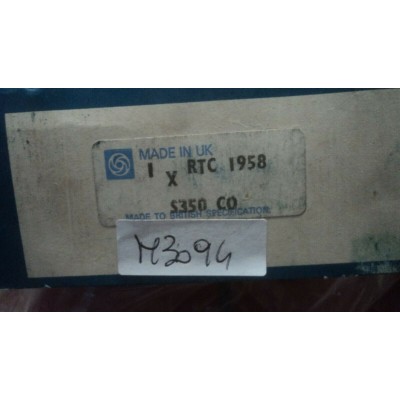 MADE IN UK
1 X RTC 1958
S350 CO
MADE TO BRITISH SPECIFICATION
M3094